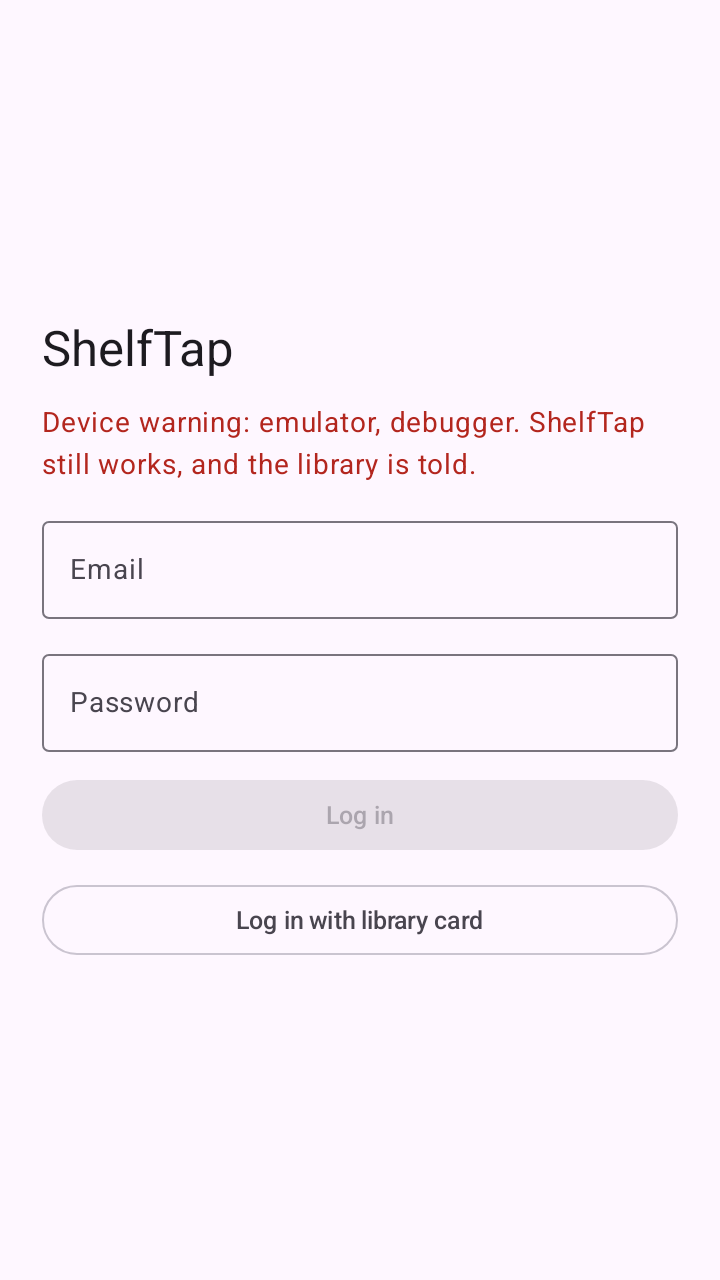 ShelfTap
Device warning: emulator, debugger. ShelfTap
still works, and the library is told.
Email
Password
Log in
Log in with library card